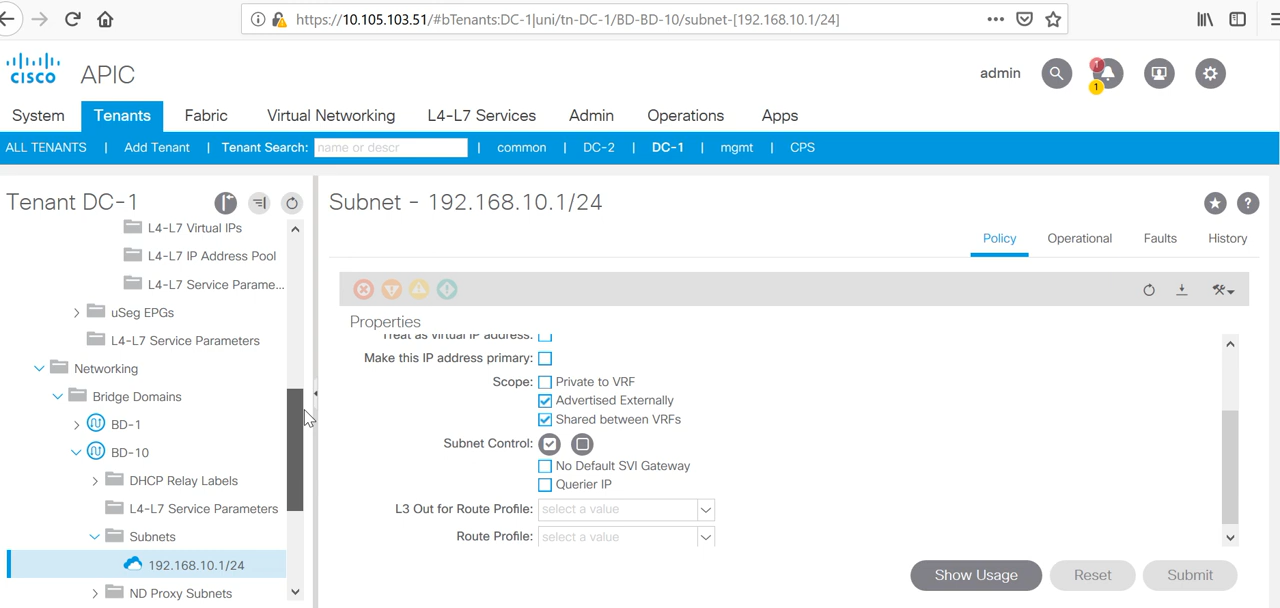 https://10.105.103.51/#bTenants:DC-1|uni/tn-DC-1/BD-BD-10/subnet-[192.168.10.1/24]
cisco APIC
admin
1
1
System Tenants Fabric Virtual Networking L4-L7 Services Admin Operations Apps
ALL TENANTS | Add Tenant | Tenant Search: name or descr | common | DC-2 | DC-1 | mgmt | CPS
Tenant DC-1
L4-L7 Virtual IPs
L4-L7 IP Address Pool
L4-L7 Service Parame...
uSeg EPGs
L4-L7 Service Parameters
Networking
Bridge Domains
BD-1
BD-10
DHCP Relay Labels
L4-L7 Service Parameters
Subnets
192.168.10.1/24
ND Proxy Subnets
Subnet - 192.168.10.1/24
Policy Operational Faults History
Properties
Treat as virtual IP address:
Make this IP address primary:
Scope: Private to VRF
Advertised Externally
Shared between VRFs
Subnet Control:
No Default SVI Gateway
Querier IP
L3 Out for Route Profile: select a value
Route Profile: select a value
Show Usage Reset Submit